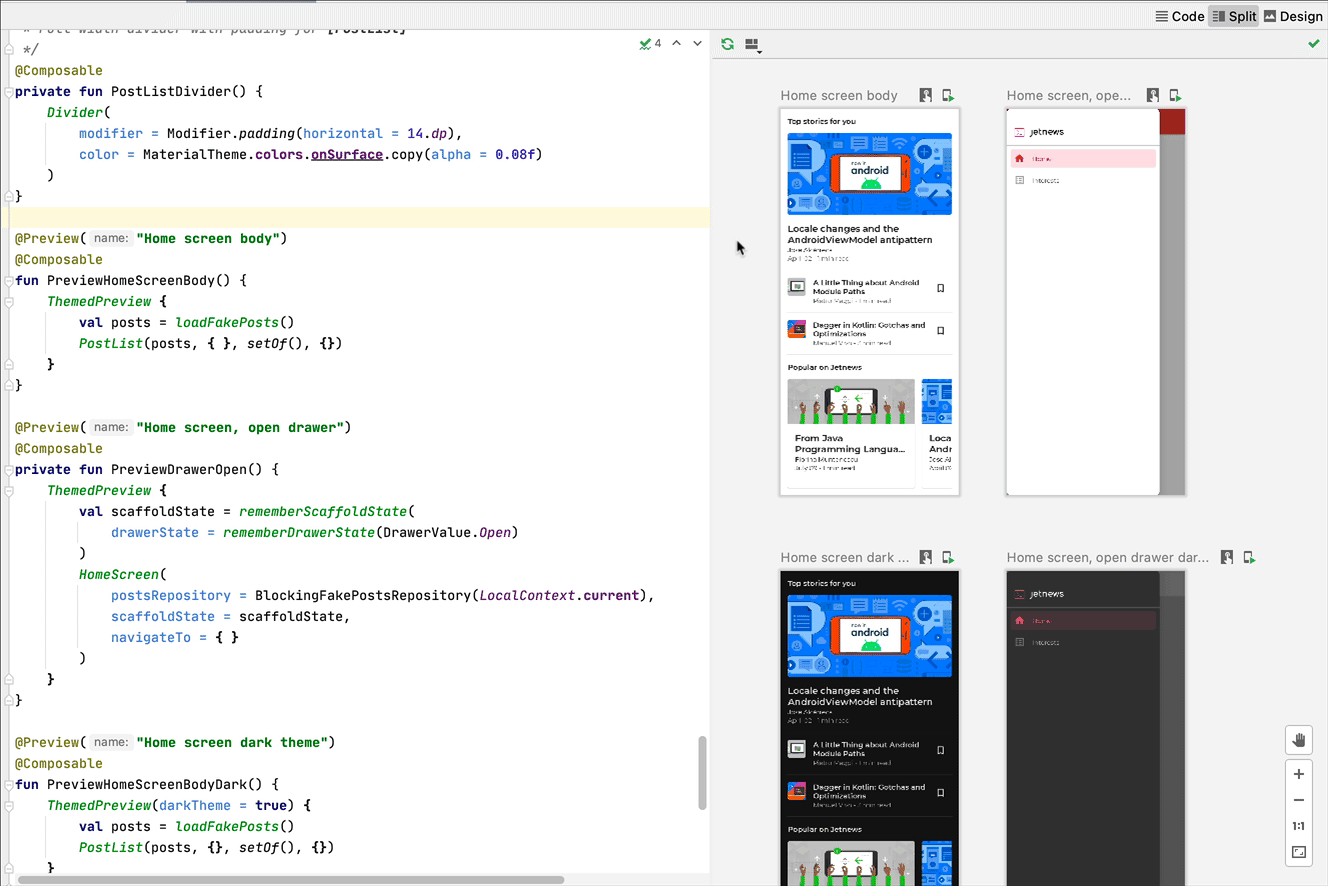 Code Split Design
* Full-width divider with padding for [PostList]
*/
4
@Composable
private fun PostListDivider() {
Divider(
modifier = Modifier.padding(horizontal = 14.dp),
color = MaterialTheme.colors.onSurface.copy(alpha = 0.08f)
)
}
@Preview( name: "Home screen body")
@Composable
fun PreviewHomeScreenBody() {
ThemedPreview {
val posts = loadFakePosts()
PostList(posts, { }, setOf(), {})
}
}
@Preview( name: "Home screen, open drawer")
@Composable
private fun PreviewDrawerOpen() {
ThemedPreview {
val scaffoldState = rememberScaffoldState(
drawerState = rememberDrawerState(DrawerValue.Open)
)
HomeScreen(
postsRepository = BlockingFakePostsRepository(LocalContext.current),
scaffoldState = scaffoldState,
navigateTo = { }
)
}
}
@Preview( name: "Home screen dark theme")
@Composable
fun PreviewHomeScreenBodyDark() {
ThemedPreview(darkTheme = true) {
val posts = loadFakePosts()
PostList(posts, {}, setOf(), {})
}
Home screen body
Top stories for you
now in
android
Locale changes and the
AndroidViewModel antipattern
A Little Thing about Android
Module Paths
Dagger in Kotlin: Gotchas and
Optimizations
Popular on Jetnews
From Java
Programming Langua...
Loca
Andr
Home screen, ope...
jetnews
Home
Interests
Home screen dark ...
Top stories for you
now in
android
Locale changes and the
AndroidViewModel antipattern
A Little Thing about Android
Module Paths
Dagger in Kotlin: Gotchas and
Optimizations
Popular on Jetnews
Home screen, open drawer dar...
jetnews
Home
Interests
1:1